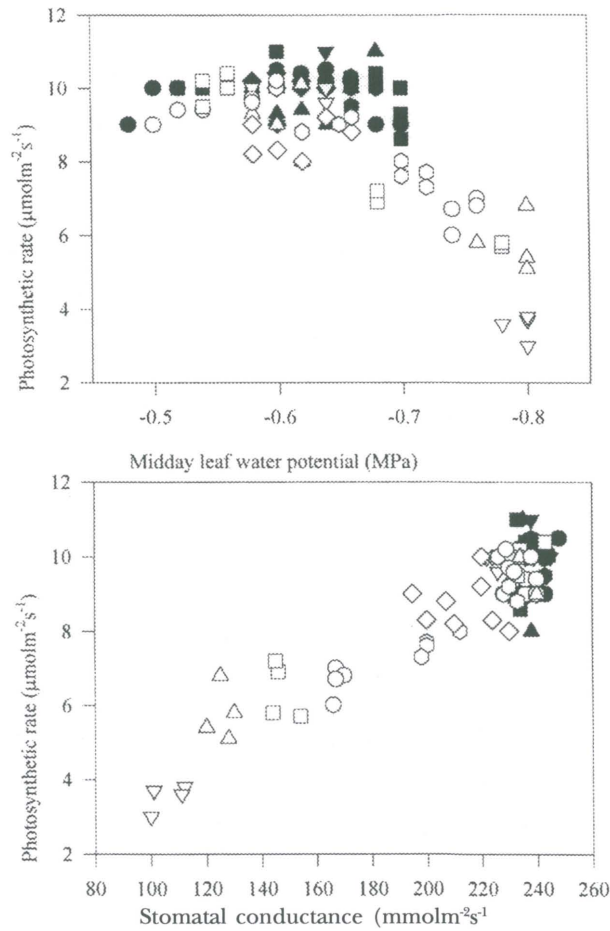 12
10
8
6
4
2
Photosynthetic rate (μmolm⁻²s⁻¹)
-0.5 -0.6 -0.7 -0.8
Midday leaf water potential (MPa)
12
10
8
6
4
2
Photosynthetic rate (μmolm⁻²s⁻¹)
80 100 120 140 160 180 200 220 240 260
Stomatal conductance (mmolm⁻²s⁻¹